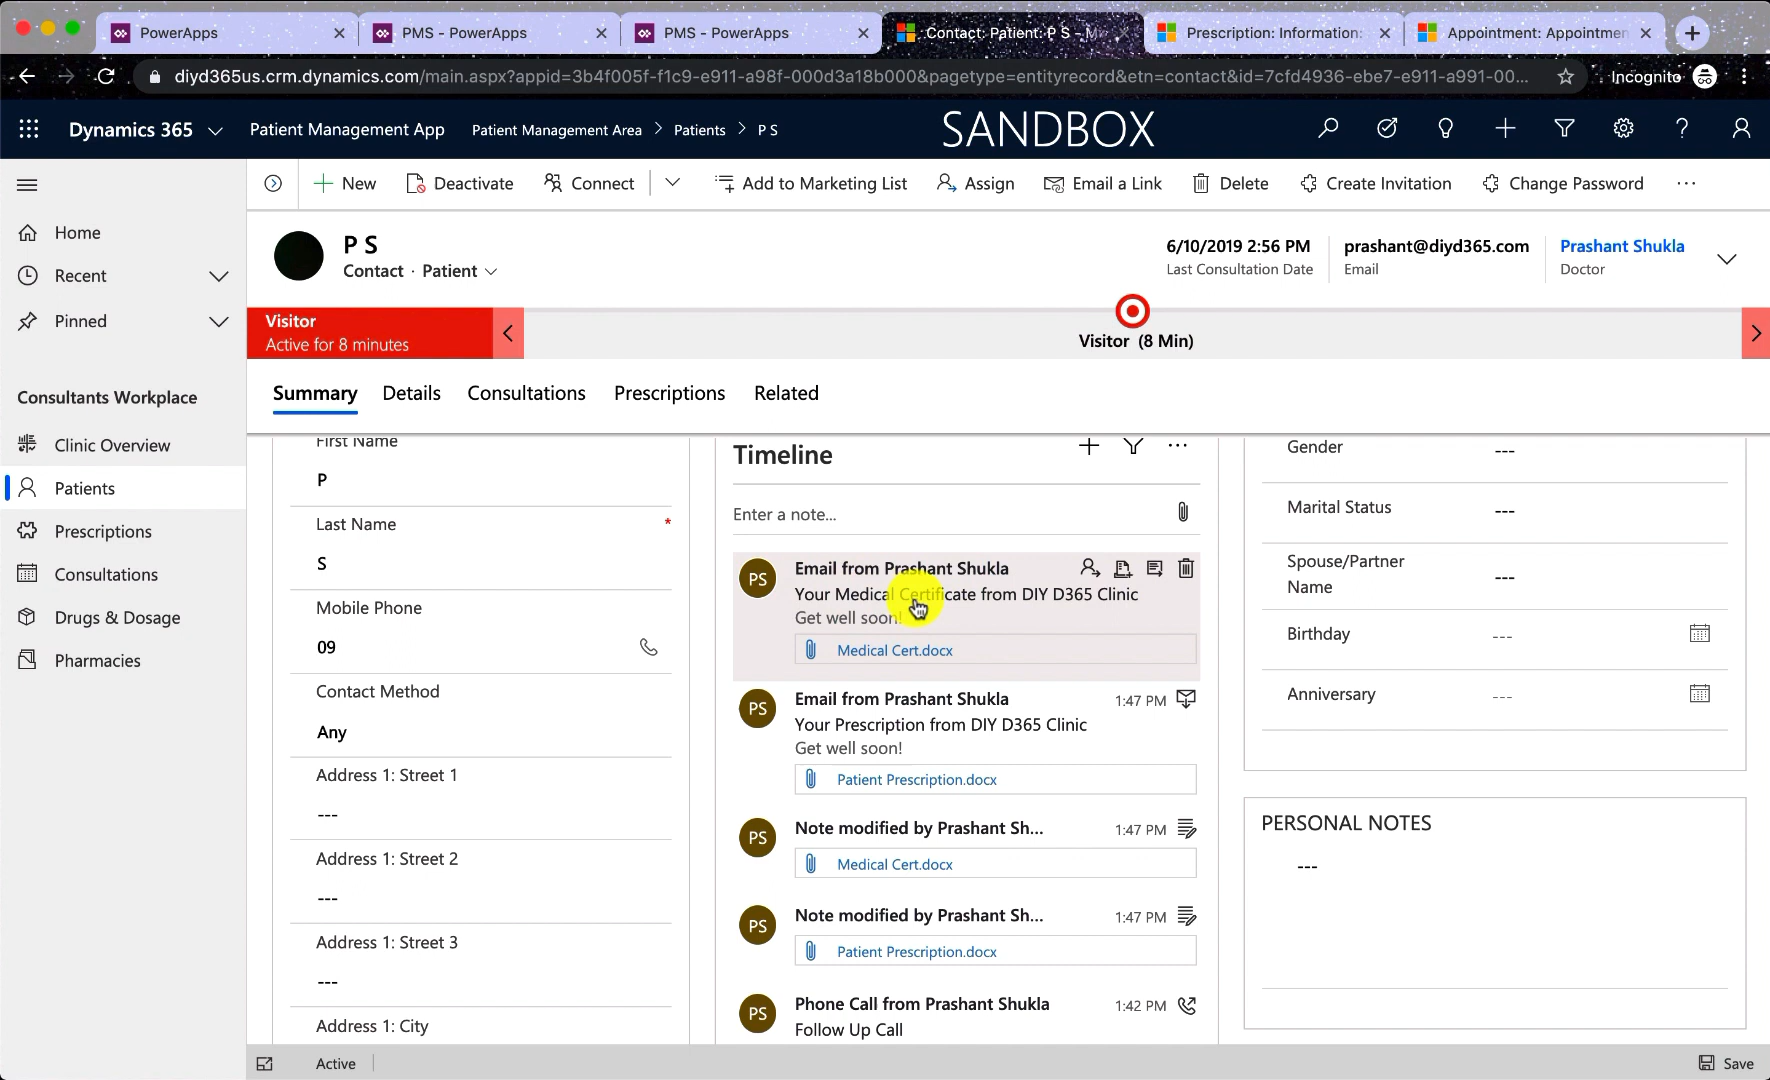 PowerApps
PMS - PowerApps
PMS - PowerApps
Contact: Patient: P S - M
Prescription: Information:
Appointment: Appointmen
diyd365us.crm.dynamics.com/main.aspx?appid=3b4f005f-f1c9-e911-a98f-000d3a18b000&pagetype=entityrecord&etn=contact&id=7cfd4936-ebe7-e911-a991-00...
Incognito
Dynamics 365
Patient Management App
Patient Management Area > Patients > P S
SANDBOX
New
Deactivate
Connect
Add to Marketing List
Assign
Email a Link
Delete
Create Invitation
Change Password
Home
Recent
Pinned
Consultants Workplace
Clinic Overview
Patients
Prescriptions
Consultations
Drugs & Dosage
Pharmacies
P S
Contact · Patient
6/10/2019 2:56 PM
Last Consultation Date
prashant@diyd365.com
Email
Prashant Shukla
Doctor
Visitor
Active for 8 minutes
Visitor (8 Min)
Summary
Details
Consultations
Prescriptions
Related
First Name
P
Last Name
*
S
Mobile Phone
09
Contact Method
Any
Address 1: Street 1
---
Address 1: Street 2
---
Address 1: Street 3
---
Address 1: City
Timeline
Enter a note...
PS
Email from Prashant Shukla
Your Medical Certificate from DIY D365 Clinic
Get well soon!
Medical Cert.docx
PS
Email from Prashant Shukla
1:47 PM
Your Prescription from DIY D365 Clinic
Get well soon!
Patient Prescription.docx
PS
Note modified by Prashant Sh...
1:47 PM
Medical Cert.docx
PS
Note modified by Prashant Sh...
1:47 PM
Patient Prescription.docx
PS
Phone Call from Prashant Shukla
1:42 PM
Follow Up Call
Gender
---
Marital Status
---
Spouse/Partner
Name
---
Birthday
---
Anniversary
---
PERSONAL NOTES
---
Active
Save